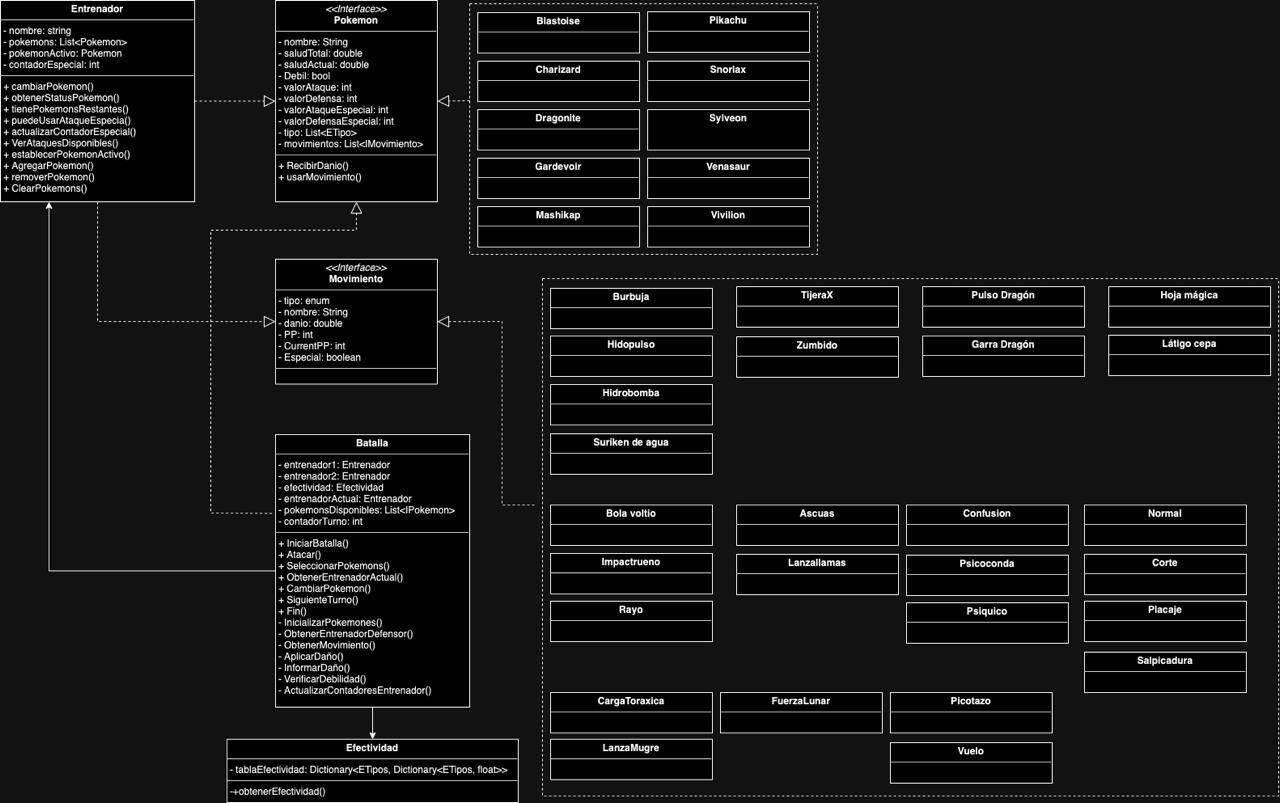 Entrenador
- nombre: string
- pokemons: List<Pokemon>
- pokemonActivo: Pokemon
- contadorEspecial: int
+ cambiarPokemon()
+ obtenerStatusPokemon()
+ tienePokemonsRestantes()
+ puedeUsarAtaqueEspecia()
+ actualizarContadorEspecial()
+ VerAtaquesDisponibles()
+ establecerPokemonActivo()
+ AgregarPokemon()
+ removerPokemon()
+ ClearPokemons()
<<Interface>>
Pokemon
- nombre: String
- saludTotal: double
- saludActual: double
- Debil: bool
- valorAtaque: int
- valorDefensa: int
- valorAtaqueEspecial: int
- valorDefensaEspecial: int
- tipo: List<ETipo>
- movimientos: List<IMovimiento>
+ RecibirDanio()
+ usarMovimiento()
Blastoise
Pikachu
Charizard
Snorlax
Dragonite
Sylveon
Gardevoir
Venasaur
Mashikap
Vivilion
<<Interface>>
Movimiento
- tipo: enum
- nombre: String
- danio: double
- PP: int
- CurrentPP: int
- Especial: boolean
Burbuja
TijeraX
Pulso Dragón
Hoja mágica
Hidopulso
Zumbido
Garra Dragón
Látigo cepa
Hidrobomba
Suriken de agua
Bola voltio
Ascuas
Confusion
Normal
Impactrueno
Lanzallamas
Psicoconda
Corte
Rayo
Psiquico
Placaje
Salpicadura
CargaToraxica
FuerzaLunar
Picotazo
LanzaMugre
Vuelo
Batalla
- entrenador1: Entrenador
- entrenador2: Entrenador
- efectividad: Efectividad
- entrenadorActual: Entrenador
- pokemonsDisponibles: List<IPokemon>
- contadorTurno: int
+ IniciarBatalla()
+ Atacar()
+ SeleccionarPokemons()
+ ObtenerEntrenadorActual()
+ CambiarPokemon()
+ SiguienteTurno()
+ Fin()
- InicializarPokemones()
- ObtenerEntrenadorDefensor()
- ObtenerMovimiento()
- AplicarDaño()
- InformarDaño()
- VerificarDebilidad()
- ActualizarContadoresEntrenador()
Efectividad
- tablaEfectividad: Dictionary<ETipos, Dictionary<ETipos, float>>
-+obtenerEfectividad()